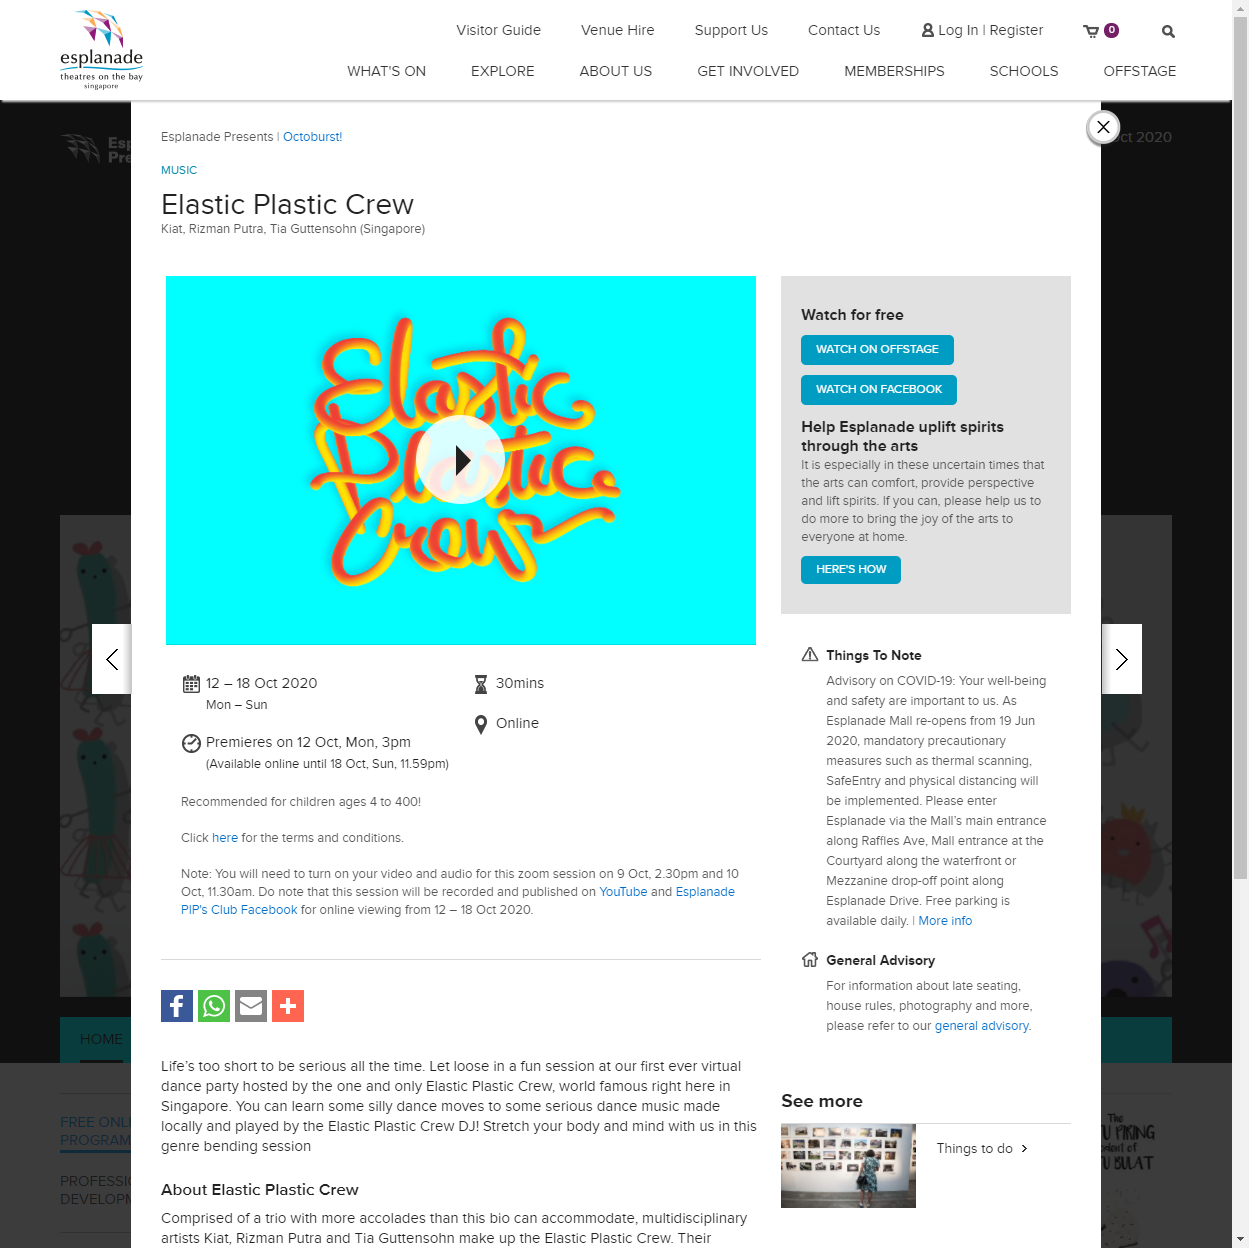 esplanade
theatres on the bay
singapore
Visitor Guide
Venue Hire
Support Us
Contact Us
Log In | Register
0
WHAT'S ON
EXPLORE
ABOUT US
GET INVOLVED
MEMBERSHIPS
SCHOOLS
OFFSTAGE
Oct 2020
Esplanade Presents | Octoburst!
MUSIC
Elastic Plastic Crew
Kiat, Rizman Putra, Tia Guttensohn (Singapore)
Elastic
Plastic
Crew
Watch for free
WATCH ON OFFSTAGE
WATCH ON FACEBOOK
Help Esplanade uplift spirits
through the arts
It is especially in these uncertain times that
the arts can comfort, provide perspective
and lift spirits. If you can, please help us to
do more to bring the joy of the arts to
everyone at home.
HERE'S HOW
12 – 18 Oct 2020
Mon – Sun
Premieres on 12 Oct, Mon, 3pm
(Available online until 18 Oct, Sun, 11.59pm)
30mins
Online
Recommended for children ages 4 to 400!
Click here for the terms and conditions.
Note: You will need to turn on your video and audio for this zoom session on 9 Oct, 2.30pm and 10
Oct, 11.30am. Do note that this session will be recorded and published on YouTube and Esplanade
PIP's Club Facebook for online viewing from 12 – 18 Oct 2020.
Things To Note
Advisory on COVID-19: Your well-being
and safety are important to us. As
Esplanade Mall re-opens from 19 Jun
2020, mandatory precautionary
measures such as thermal scanning,
SafeEntry and physical distancing will
be implemented. Please enter
Esplanade via the Mall's main entrance
along Raffles Ave, Mall entrance at the
Courtyard along the waterfront or
Mezzanine drop-off point along
Esplanade Drive. Free parking is
available daily. | More info
General Advisory
For information about late seating,
house rules, photography and more,
please refer to our general advisory.
HOME
FREE ONLI
PROGRAM
PROFESSIO
DEVELOPM
Life's too short to be serious all the time. Let loose in a fun session at our first ever virtual
dance party hosted by the one and only Elastic Plastic Crew, world famous right here in
Singapore. You can learn some silly dance moves to some serious dance music made
locally and played by the Elastic Plastic Crew DJ! Stretch your body and mind with us in this
genre bending session
About Elastic Plastic Crew
Comprised of a trio with more accolades than this bio can accommodate, multidisciplinary
artists Kiat, Rizman Putra and Tia Guttensohn make up the Elastic Plastic Crew. Their
See more
Things to do
The
TU PIKING
dent of
TU BULAT